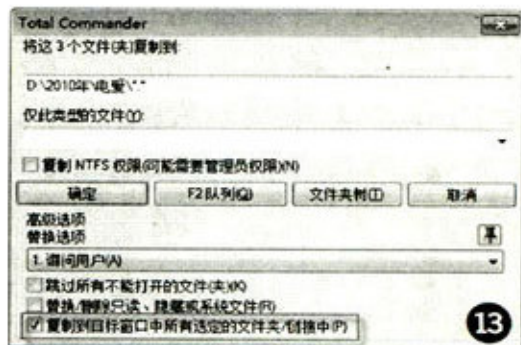 Total Commander
将这 3 个文件(夹)复制到:
D:\2010年\电爱\*.*
仅此类型的文件(Y):
复制 NTFS 权限(可能需要管理员权限)(N)
确定 F2 队列(Q) 文件夹树(T) 取消
高级选项
替换选项
1. 询问用户(A)
跳过所有不能打开的文件(夹)(K)
替换/删除只读、隐藏或系统文件(R)
复制到目标窗口中所有选定的文件夹/链接中(P)
13